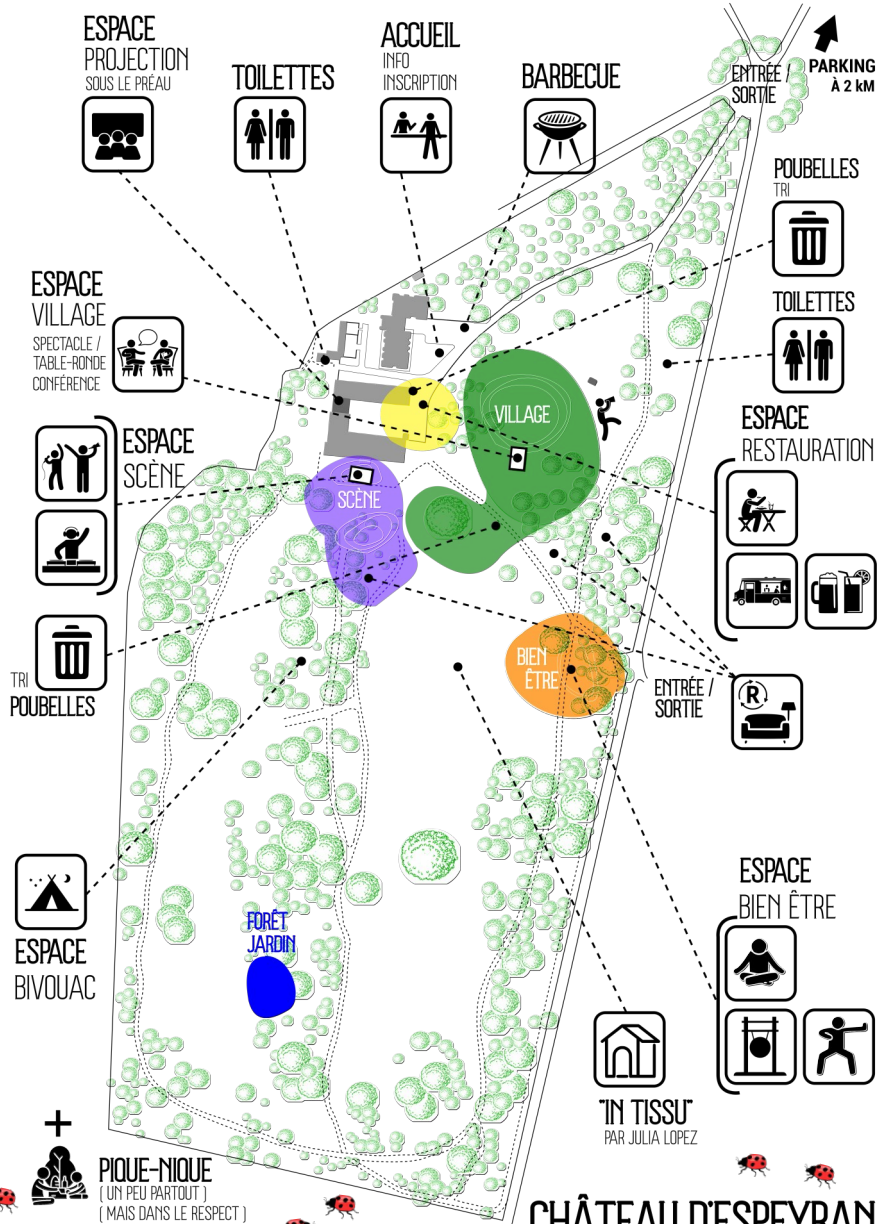 ESPACE
PROJECTION
SOUS LE PRÉAU
TOILETTES
ACCUEIL
INFO
INSCRIPTION
BARBECUE
ENTRÉE /
SORTIE
PARKING
À 2 KM
POUBELLES
TRI
ESPACE
VILLAGE
SPECTACLE /
TABLE-RONDE
CONFÉRENCE
TOILETTES
VILLAGE
ESPACE
RESTAURATION
ESPACE
SCÈNE
SCÈNE
TRI
POUBELLES
BIEN
ÊTRE
ENTRÉE /
SORTIE
R
ESPACE
BIVOUAC
FORÊT
JARDIN
ESPACE
BIEN ÊTRE
"IN TISSU"
PAR JULIA LOPEZ
+
PIQUE-NIQUE
( UN PEU PARTOUT )
( MAIS DANS LE RESPECT )
CHÂTEAU D'ESPEYRAN